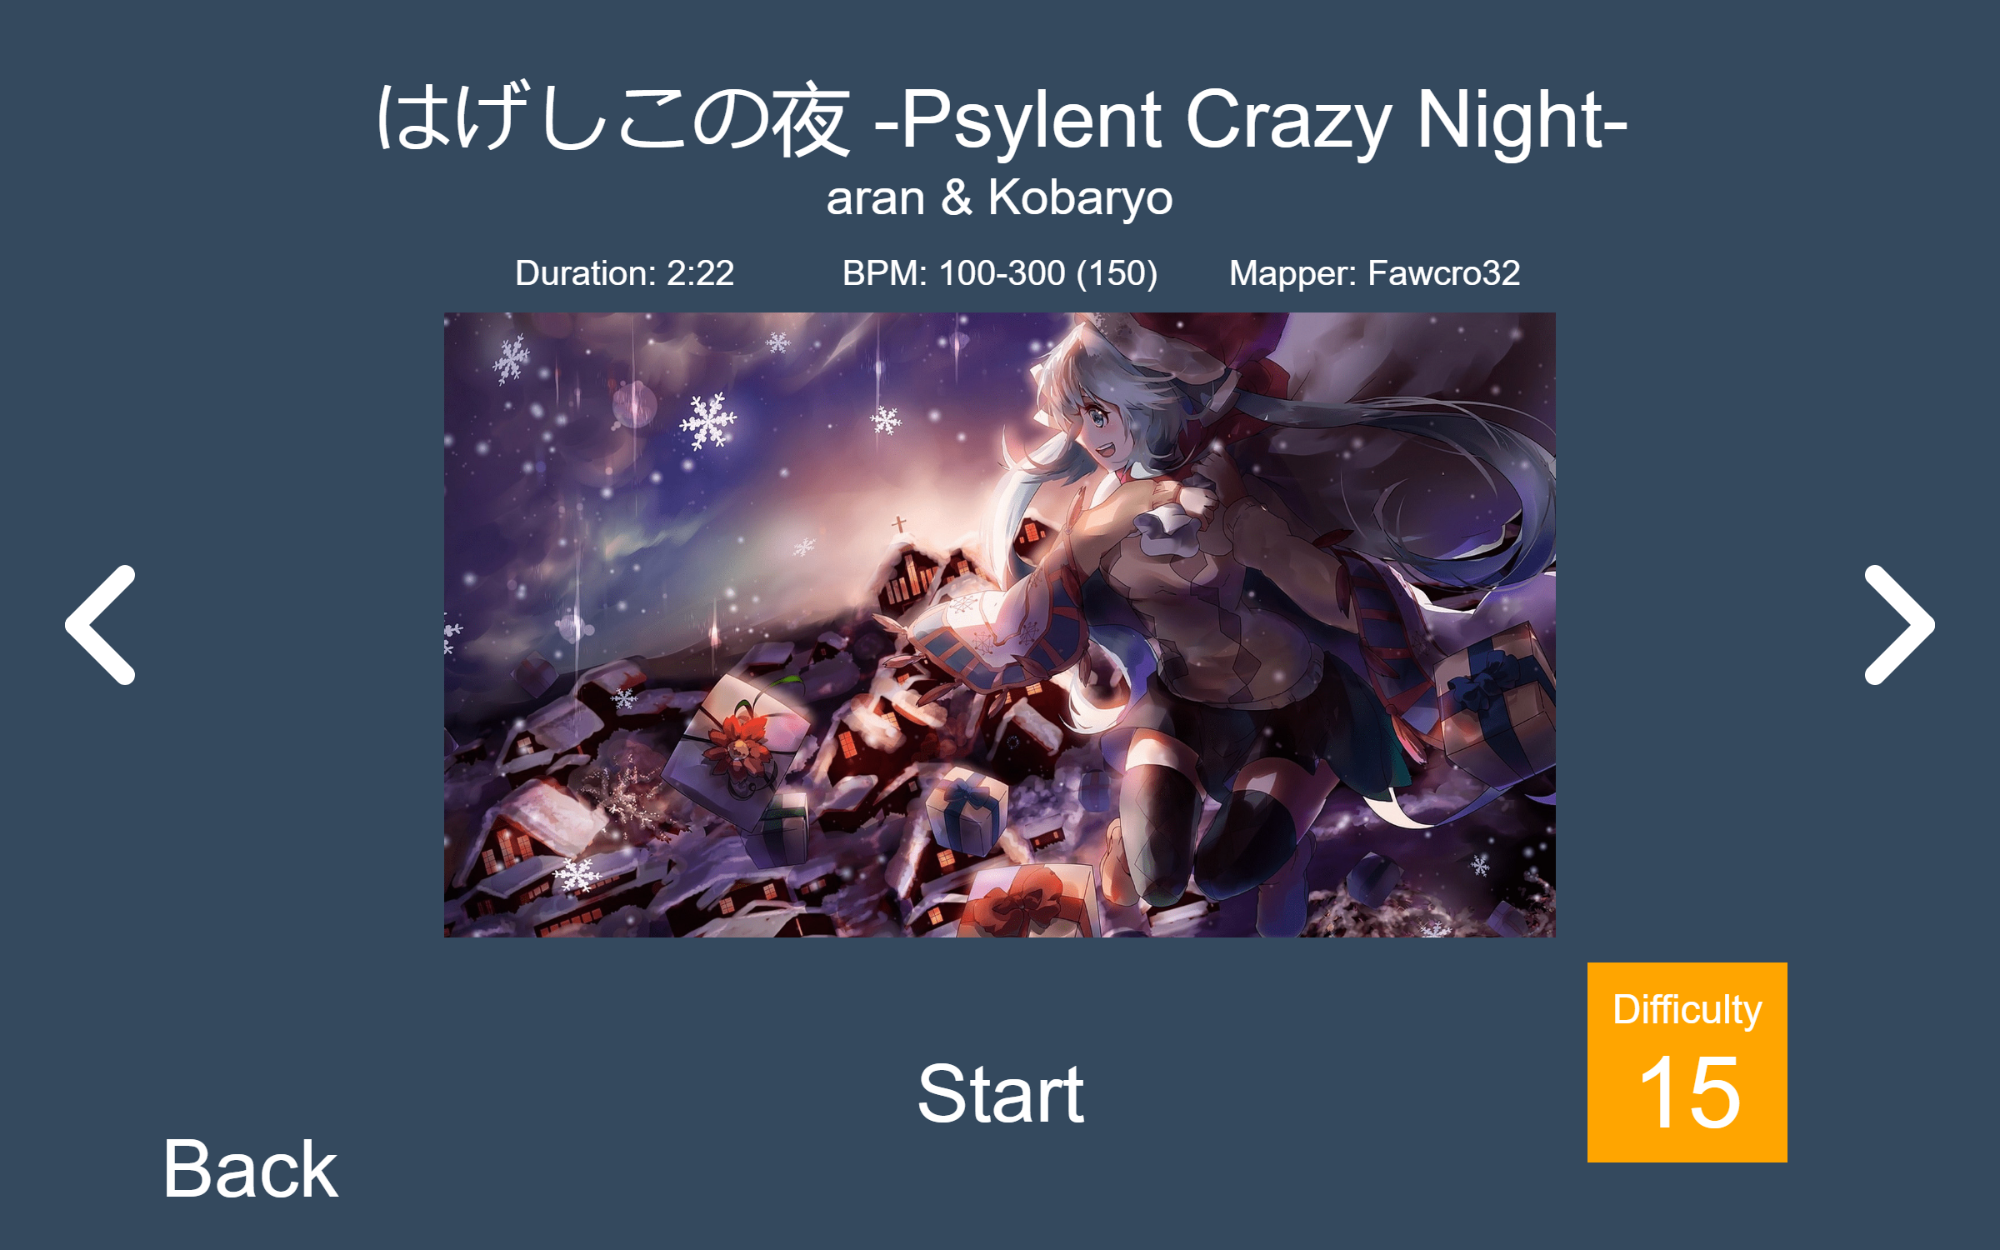 はげしこの夜 -Psylent Crazy Night-
aran & Kobaryo
Duration: 2:22 BPM: 100-300 (150) Mapper: Fawcro32
Difficulty
15
Start
Back